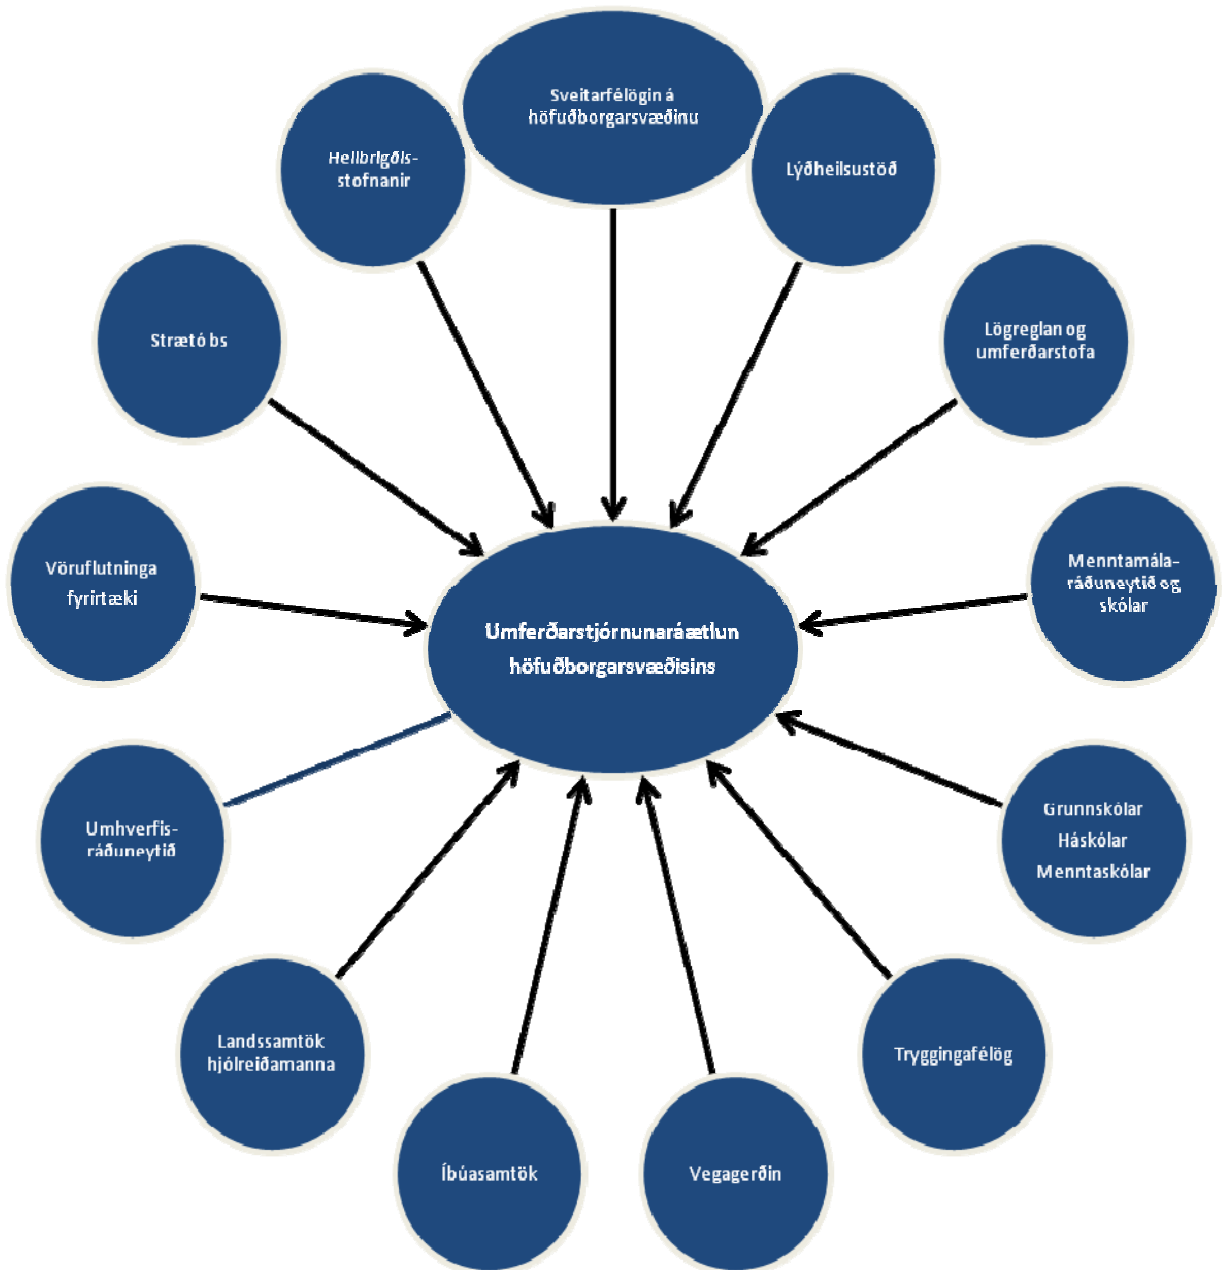 Sveitarfélögin á
höfuðborgarsvæðinu
Heilbrigðis-
stofnanir
Lýðheilsustöð
Strætó bs
Lögreglan og
umferðarstofa
Vöruflutninga
fyrirtæki
Menntamála-
ráðuneytið og
skólar
Umferðarstjórnunaráætlun
höfuðborgarsvæðisins
Umhverfis-
ráðuneytið
Grunnskólar
Háskólar
Menntaskólar
Landssamtök
hjólreiðamanna
Tryggingafélög
Íbúasamtök
Vegagerðin